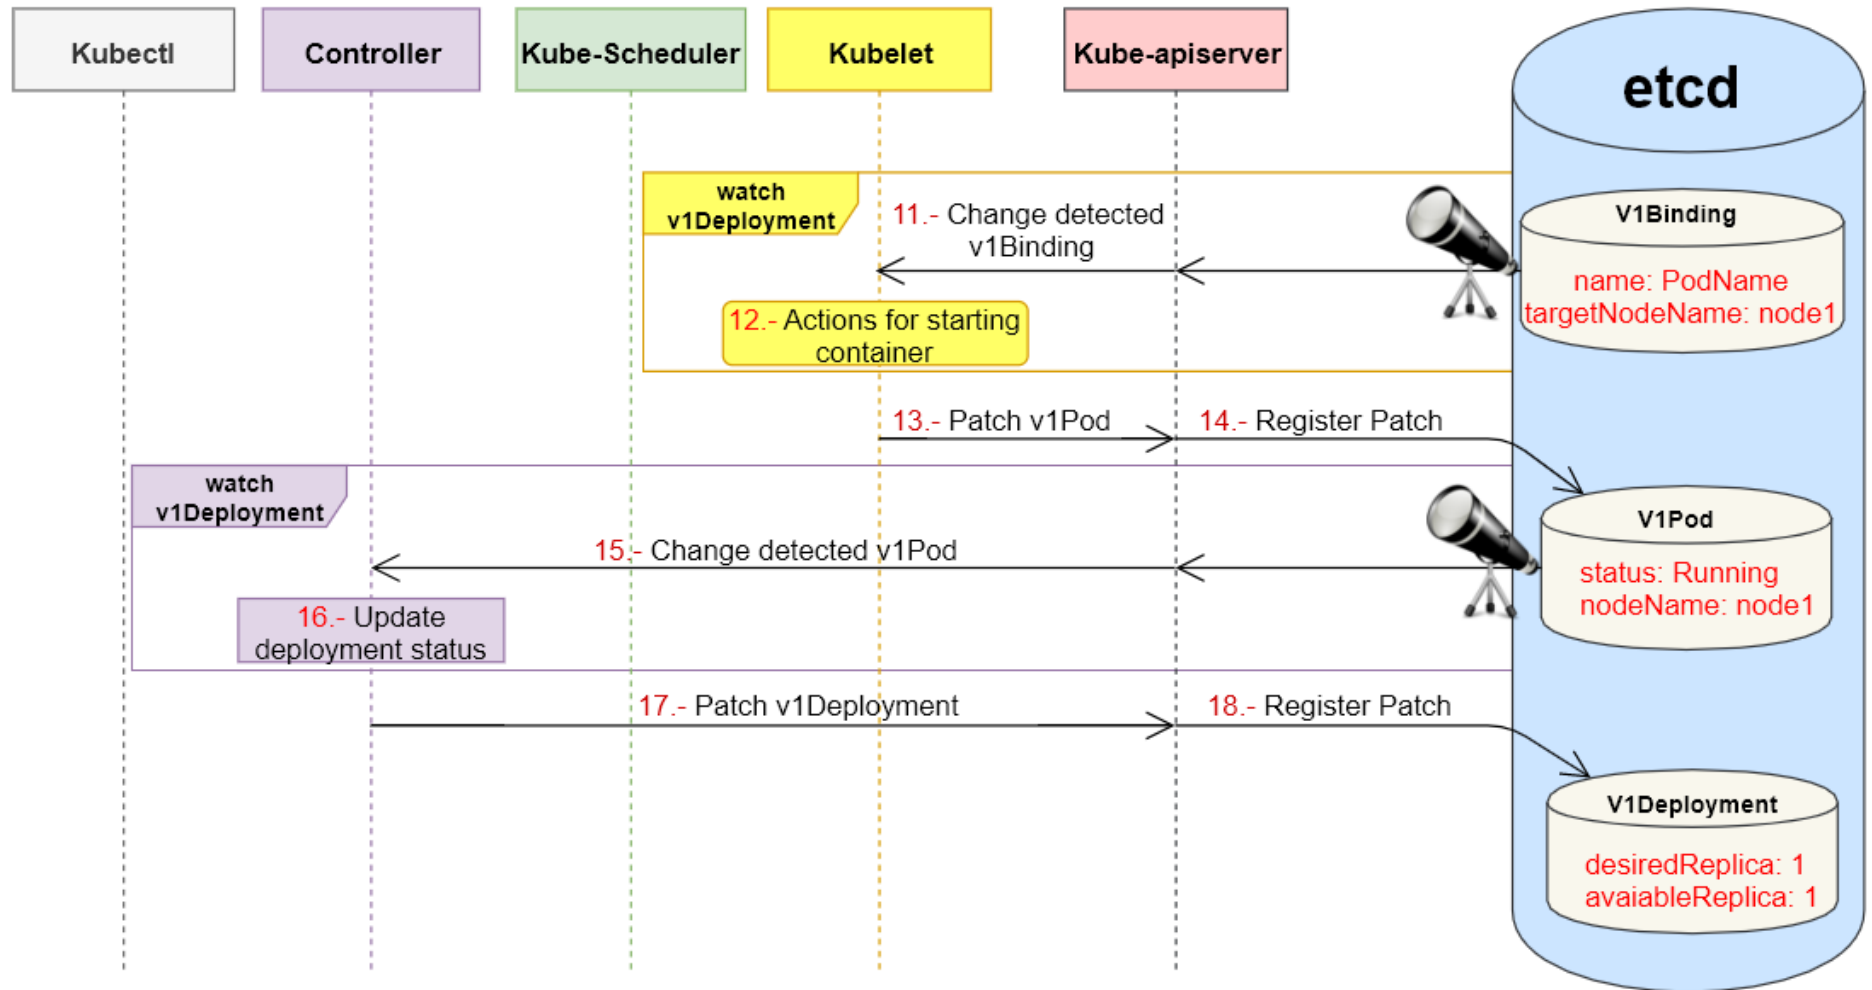 Kubectl
Controller
Kube-Scheduler
Kubelet
Kube-apiserver
etcd
watch
v1Deployment
11.- Change detected
v1Binding
V1Binding
name: PodName
targetNodeName: node1
12.- Actions for starting
container
13.- Patch v1Pod
14.- Register Patch
watch
v1Deployment
15.- Change detected v1Pod
V1Pod
status: Running
nodeName: node1
16.- Update
deployment status
17.- Patch v1Deployment
18.- Register Patch
V1Deployment
desiredReplica: 1
avaiableReplica: 1